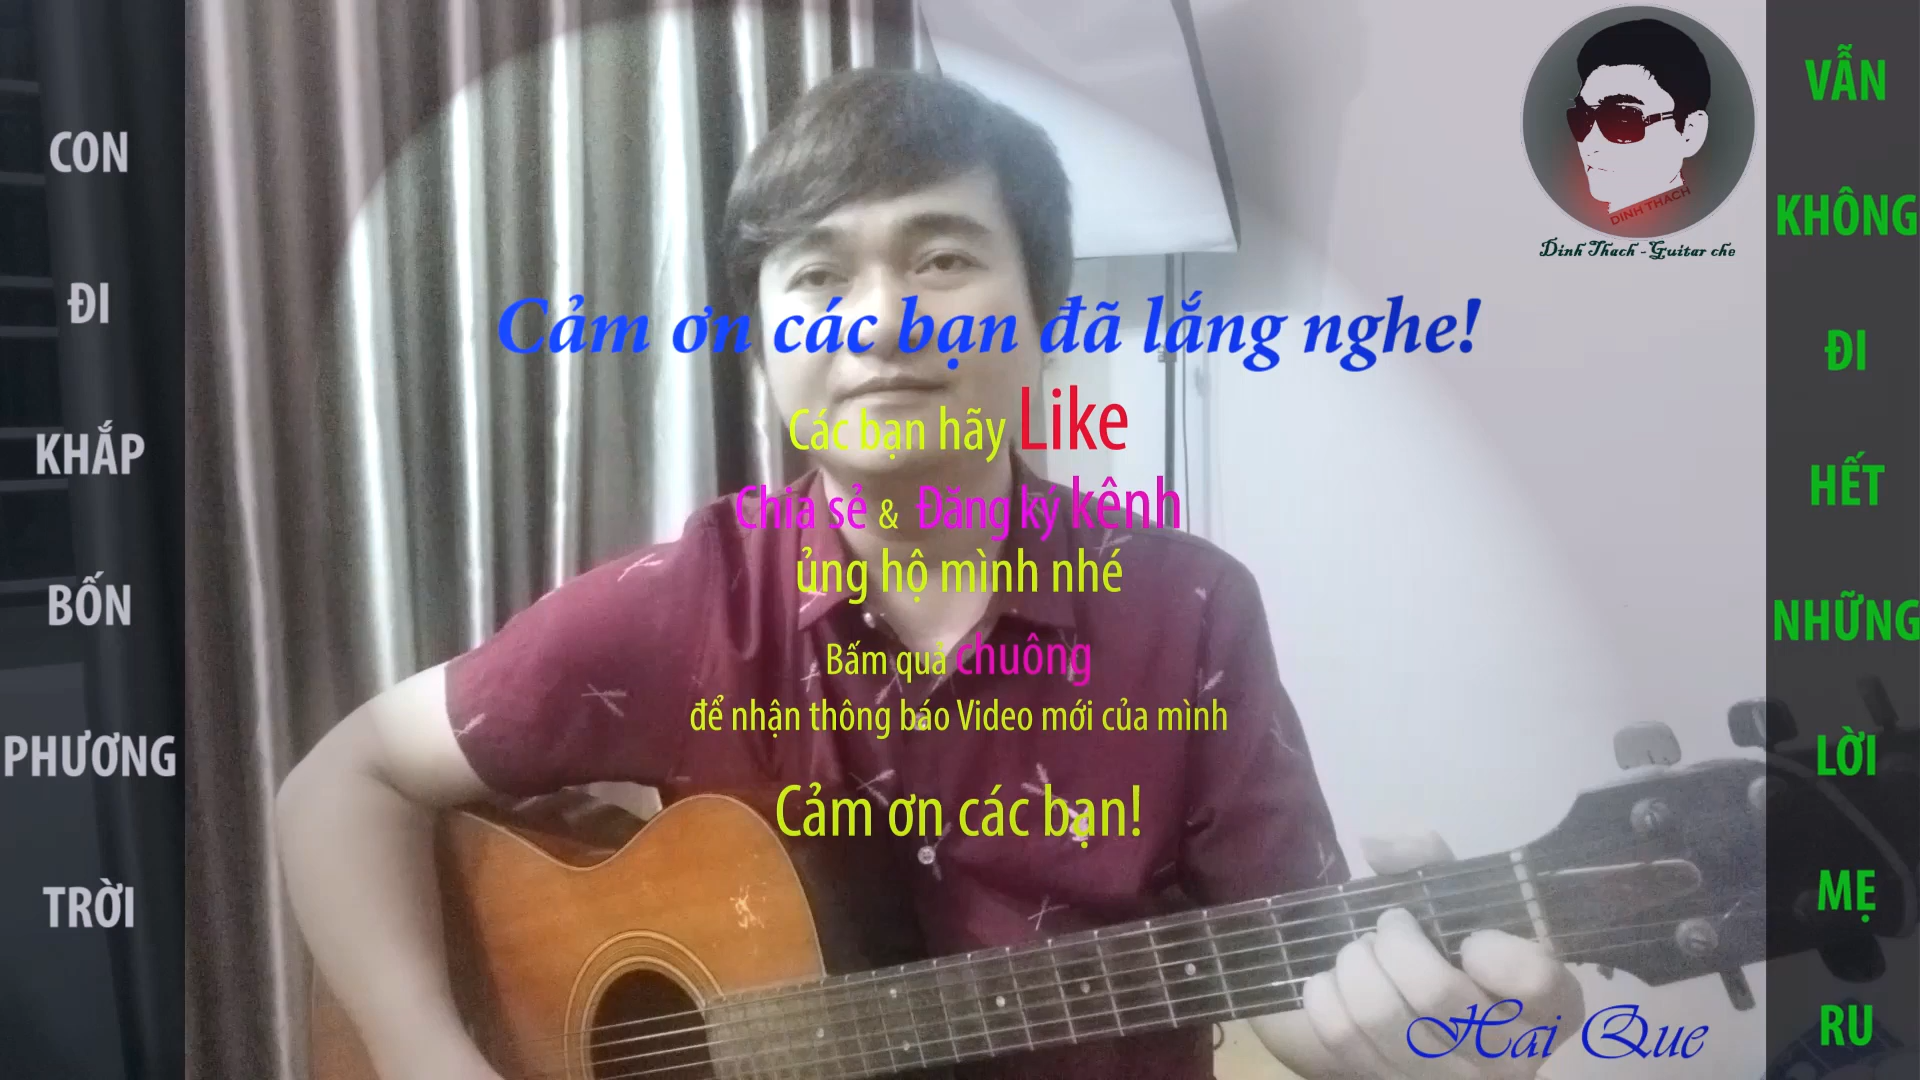 CON
ĐI
KHẮP
BỐN
PHƯƠNG
TRỜI
Cảm ơn các bạn đã lắng nghe!
Các bạn hãy Like
Chia sẻ & Đăng ký kênh
ủng hộ mình nhé
Bấm quả chuông
để nhận thông báo Video mới của mình
Cảm ơn các bạn!
DINH THACH
Dinh Thach - Guitar che
Hai Que
VẪN
KHÔNG
ĐI
HẾT
NHỮNG
LỜI
MẸ
RU